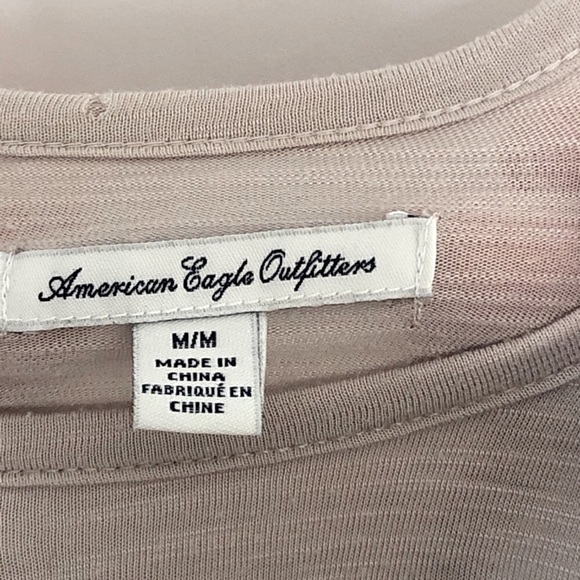 American Eagle Outfitters
M/M
MADE IN
CHINA
FABRIQUÉ EN
CHINE